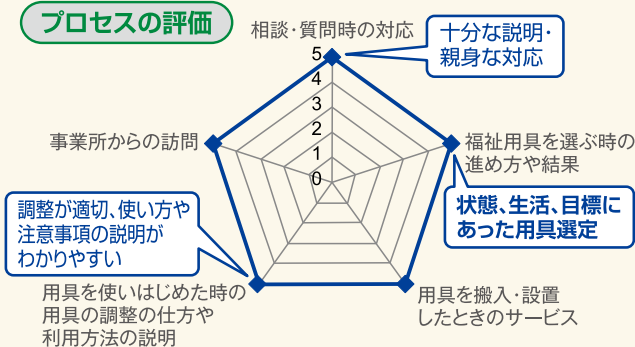 プロセスの評価
相談・質問時の対応
十分な説明・
親身な対応
5
4
3
2
1
0
事業所からの訪問
福祉用具を選ぶ時の
進め方や結果
状態、生活、目標に
あった用具選定
調整が適切、使い方や
注意事項の説明が
わかりやすい
用具を使いはじめた時の
用具の調整の仕方や
利用方法の説明
用具を搬入・設置
したときのサービス